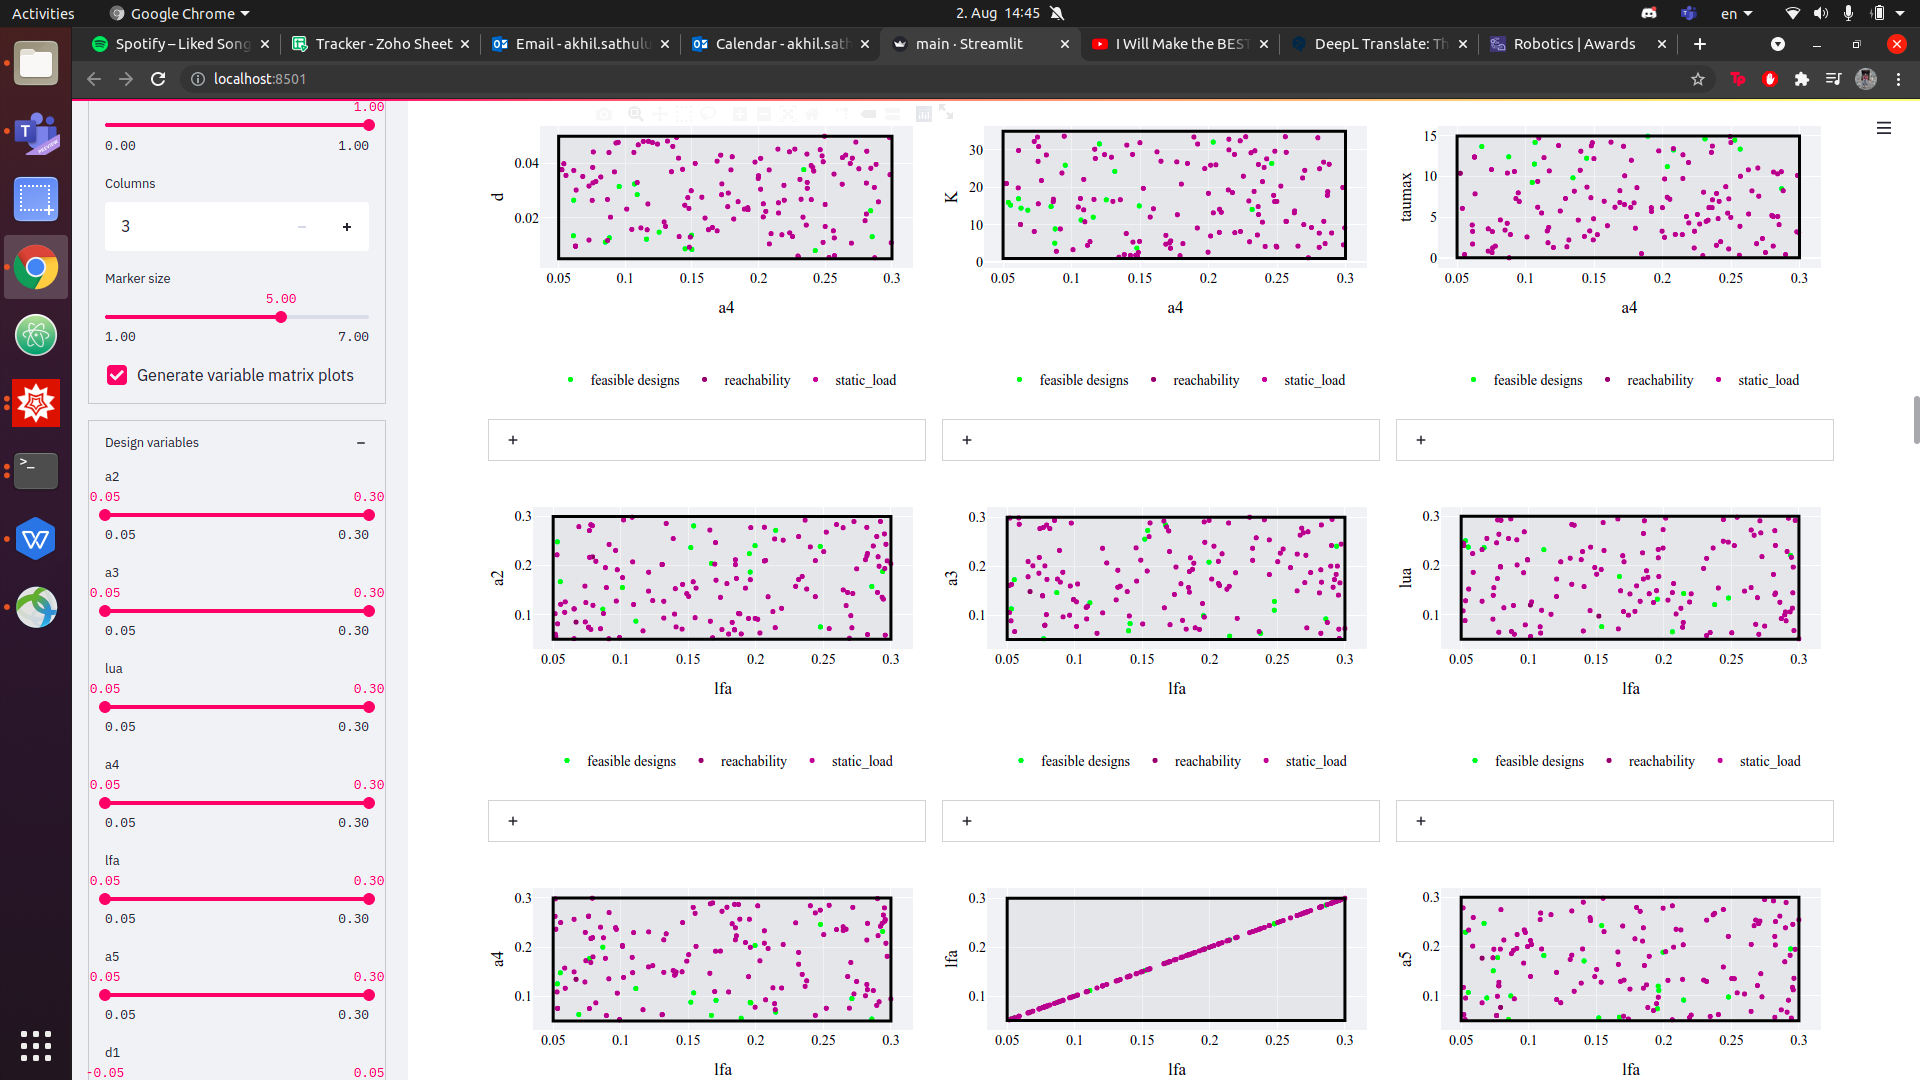 Activities Google Chrome 2. Aug 14:45 en
Spotify – Liked Song Tracker - Zoho Sheet Email - akhil.sathulu Calendar - akhil.sath main · Streamlit I Will Make the BEST DeepL Translate: Th Robotics | Awards
localhost:8501
1.00
0.00 1.00
Columns
3 − +
Marker size
5.00
1.00 7.00
Generate variable matrix plots
Design variables −
a2
0.05 0.30
0.05 0.30
a3
0.05 0.30
0.05 0.30
lua
0.05 0.30
0.05 0.30
a4
0.05 0.30
0.05 0.30
lfa
0.05 0.30
0.05 0.30
a5
0.05 0.30
0.05 0.30
d1
-0.05 0.05
d
0.04
0.02
0.05 0.1 0.15 0.2 0.25 0.3
a4
feasible designs reachability static_load
+
K
30
20
10
0
0.05 0.1 0.15 0.2 0.25 0.3
a4
feasible designs reachability static_load
+
taumax
15
10
5
0
0.05 0.1 0.15 0.2 0.25 0.3
a4
feasible designs reachability static_load
+
a2
0.3
0.2
0.1
0.05 0.1 0.15 0.2 0.25 0.3
lfa
feasible designs reachability static_load
+
a3
0.3
0.2
0.1
0.05 0.1 0.15 0.2 0.25 0.3
lfa
feasible designs reachability static_load
+
lua
0.3
0.2
0.1
0.05 0.1 0.15 0.2 0.25 0.3
lfa
feasible designs reachability static_load
+
a4
0.3
0.2
0.1
0.05 0.1 0.15 0.2 0.25 0.3
lfa
lfa
0.3
0.2
0.1
0.05 0.1 0.15 0.2 0.25 0.3
lfa
a5
0.3
0.2
0.1
0.05 0.1 0.15 0.2 0.25 0.3
lfa